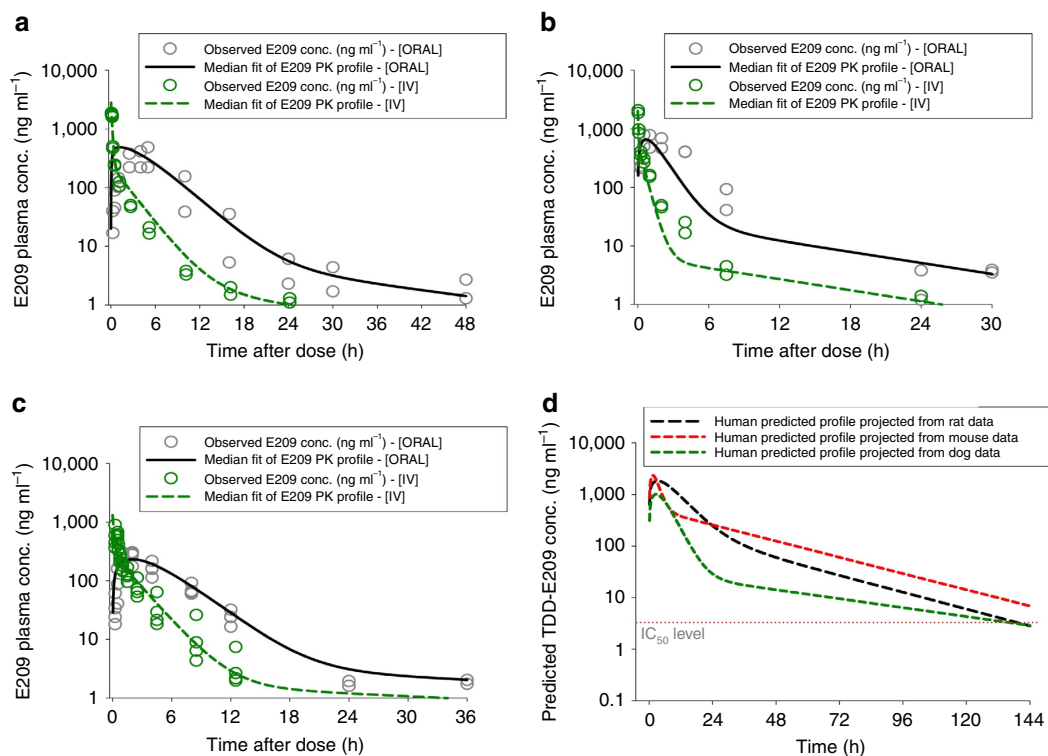 a
Observed E209 conc. (ng ml⁻¹) - [ORAL]
Median fit of E209 PK profile - [ORAL]
Observed E209 conc. (ng ml⁻¹) - [IV]
Median fit of E209 PK profile - [IV]
E209 plasma conc. (ng ml⁻¹)
10,000
1,000
100
10
1
0 6 12 18 24 30 36 42 48
Time after dose (h)
b
Observed E209 conc. (ng ml⁻¹) - [ORAL]
Median fit of E209 PK profile - [ORAL]
Observed E209 conc. (ng ml⁻¹) - [IV]
Median fit of E209 PK profile - [IV]
E209 plasma conc. (ng ml⁻¹)
10,000
1,000
100
10
1
0 6 12 18 24 30
Time after dose (h)
c
Observed E209 conc. (ng ml⁻¹) - [ORAL]
Median fit of E209 PK profile - [ORAL]
Observed E209 conc. (ng ml⁻¹) - [IV]
Median fit of E209 PK profile - [IV]
E209 plasma conc. (ng ml⁻¹)
10,000
1,000
100
10
1
0 6 12 18 24 30 36
Time after dose (h)
d
Human predicted profile projected from rat data
Human predicted profile projected from mouse data
Human predicted profile projected from dog data
Predicted TDD-E209 conc. (ng ml⁻¹)
10,000
1,000
100
10
1
0.1
IC₅₀ level
0 24 48 72 96 120 144
Time (h)